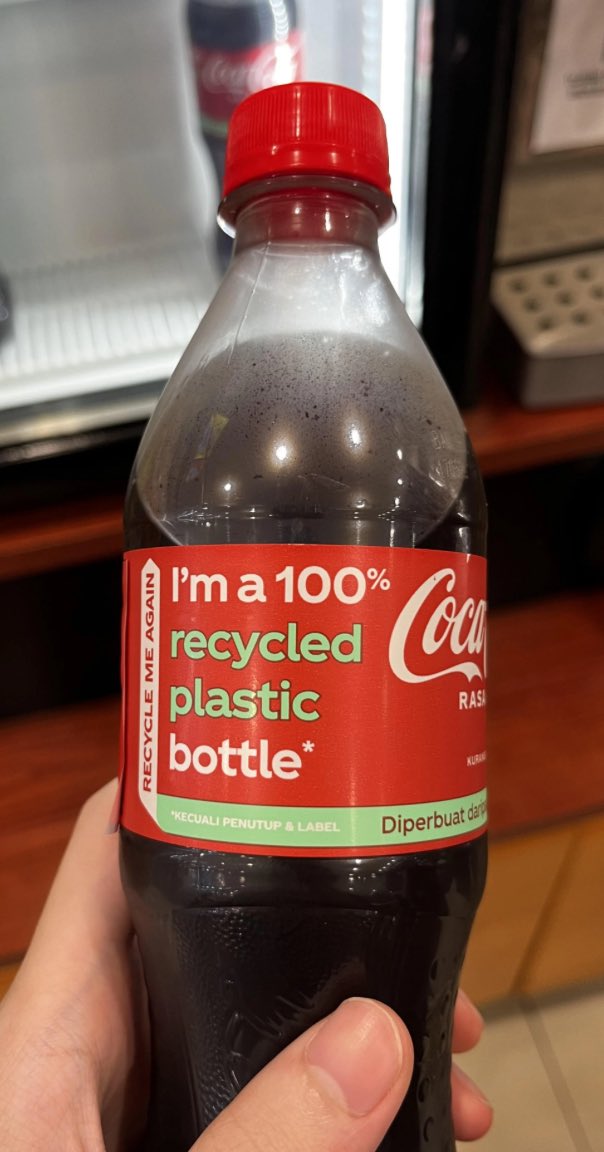 RECYCLE ME AGAIN
I'm a 100%
recycled
plastic
bottle*
*KECUALI PENUTUP & LABEL
Coca
RASA
Diperbuat